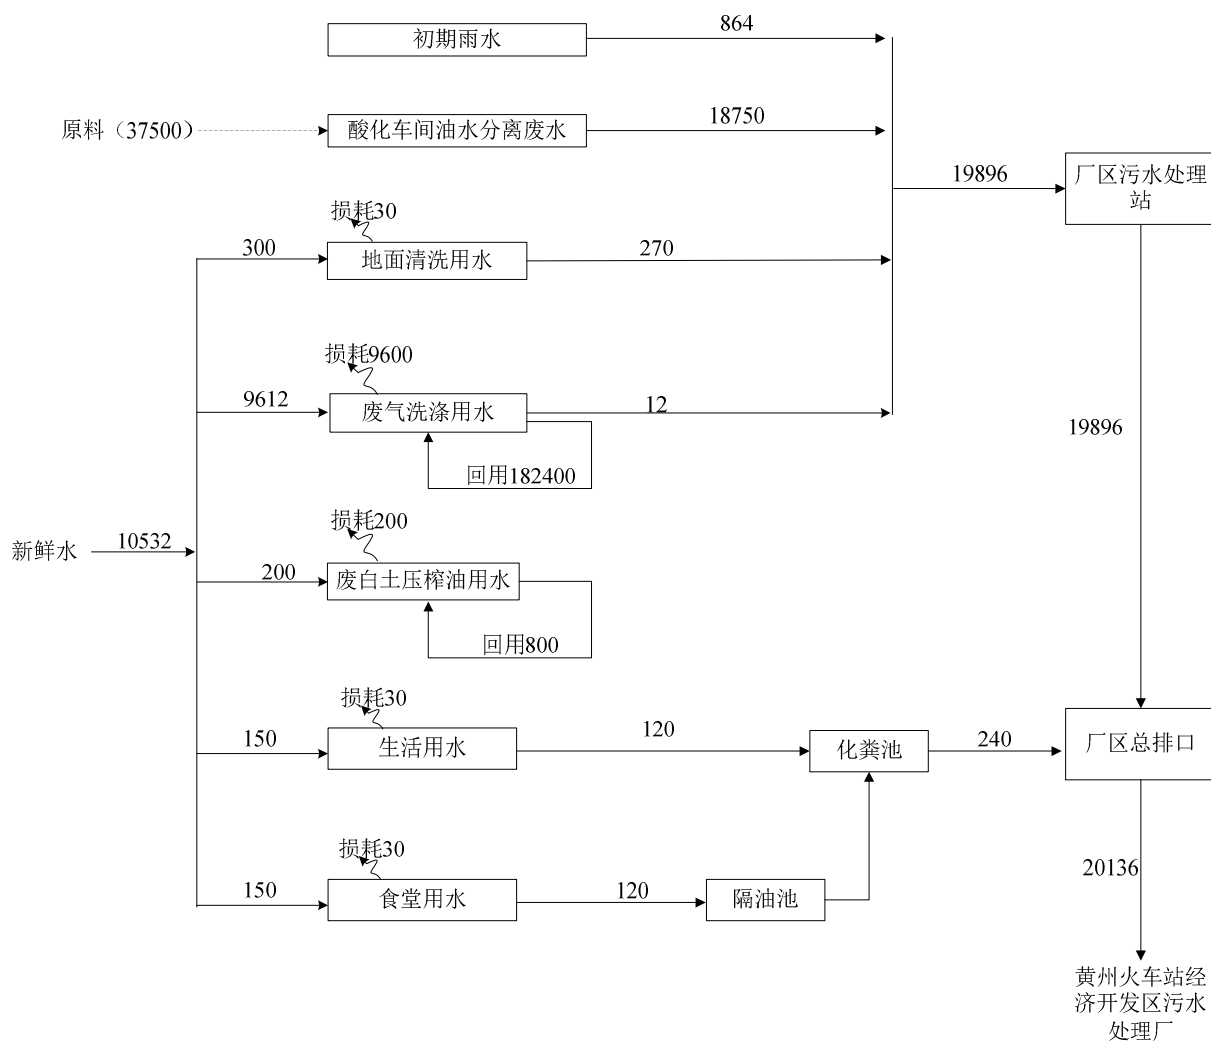 864
初期雨水
18750
原料（37500）
酸化车间油水分离废水
19896
厂区污水处理
站
损耗30
300
地面清洗用水
270
损耗9600
9612
废气洗涤用水
12
19896
回用182400
损耗200
新鲜水
10532
200
废白土压榨油用水
回用800
损耗30
150
生活用水
120
化粪池
240
厂区总排口
损耗30
150
食堂用水
120
隔油池
20136
黄州火车站经
济开发区污水
处理厂